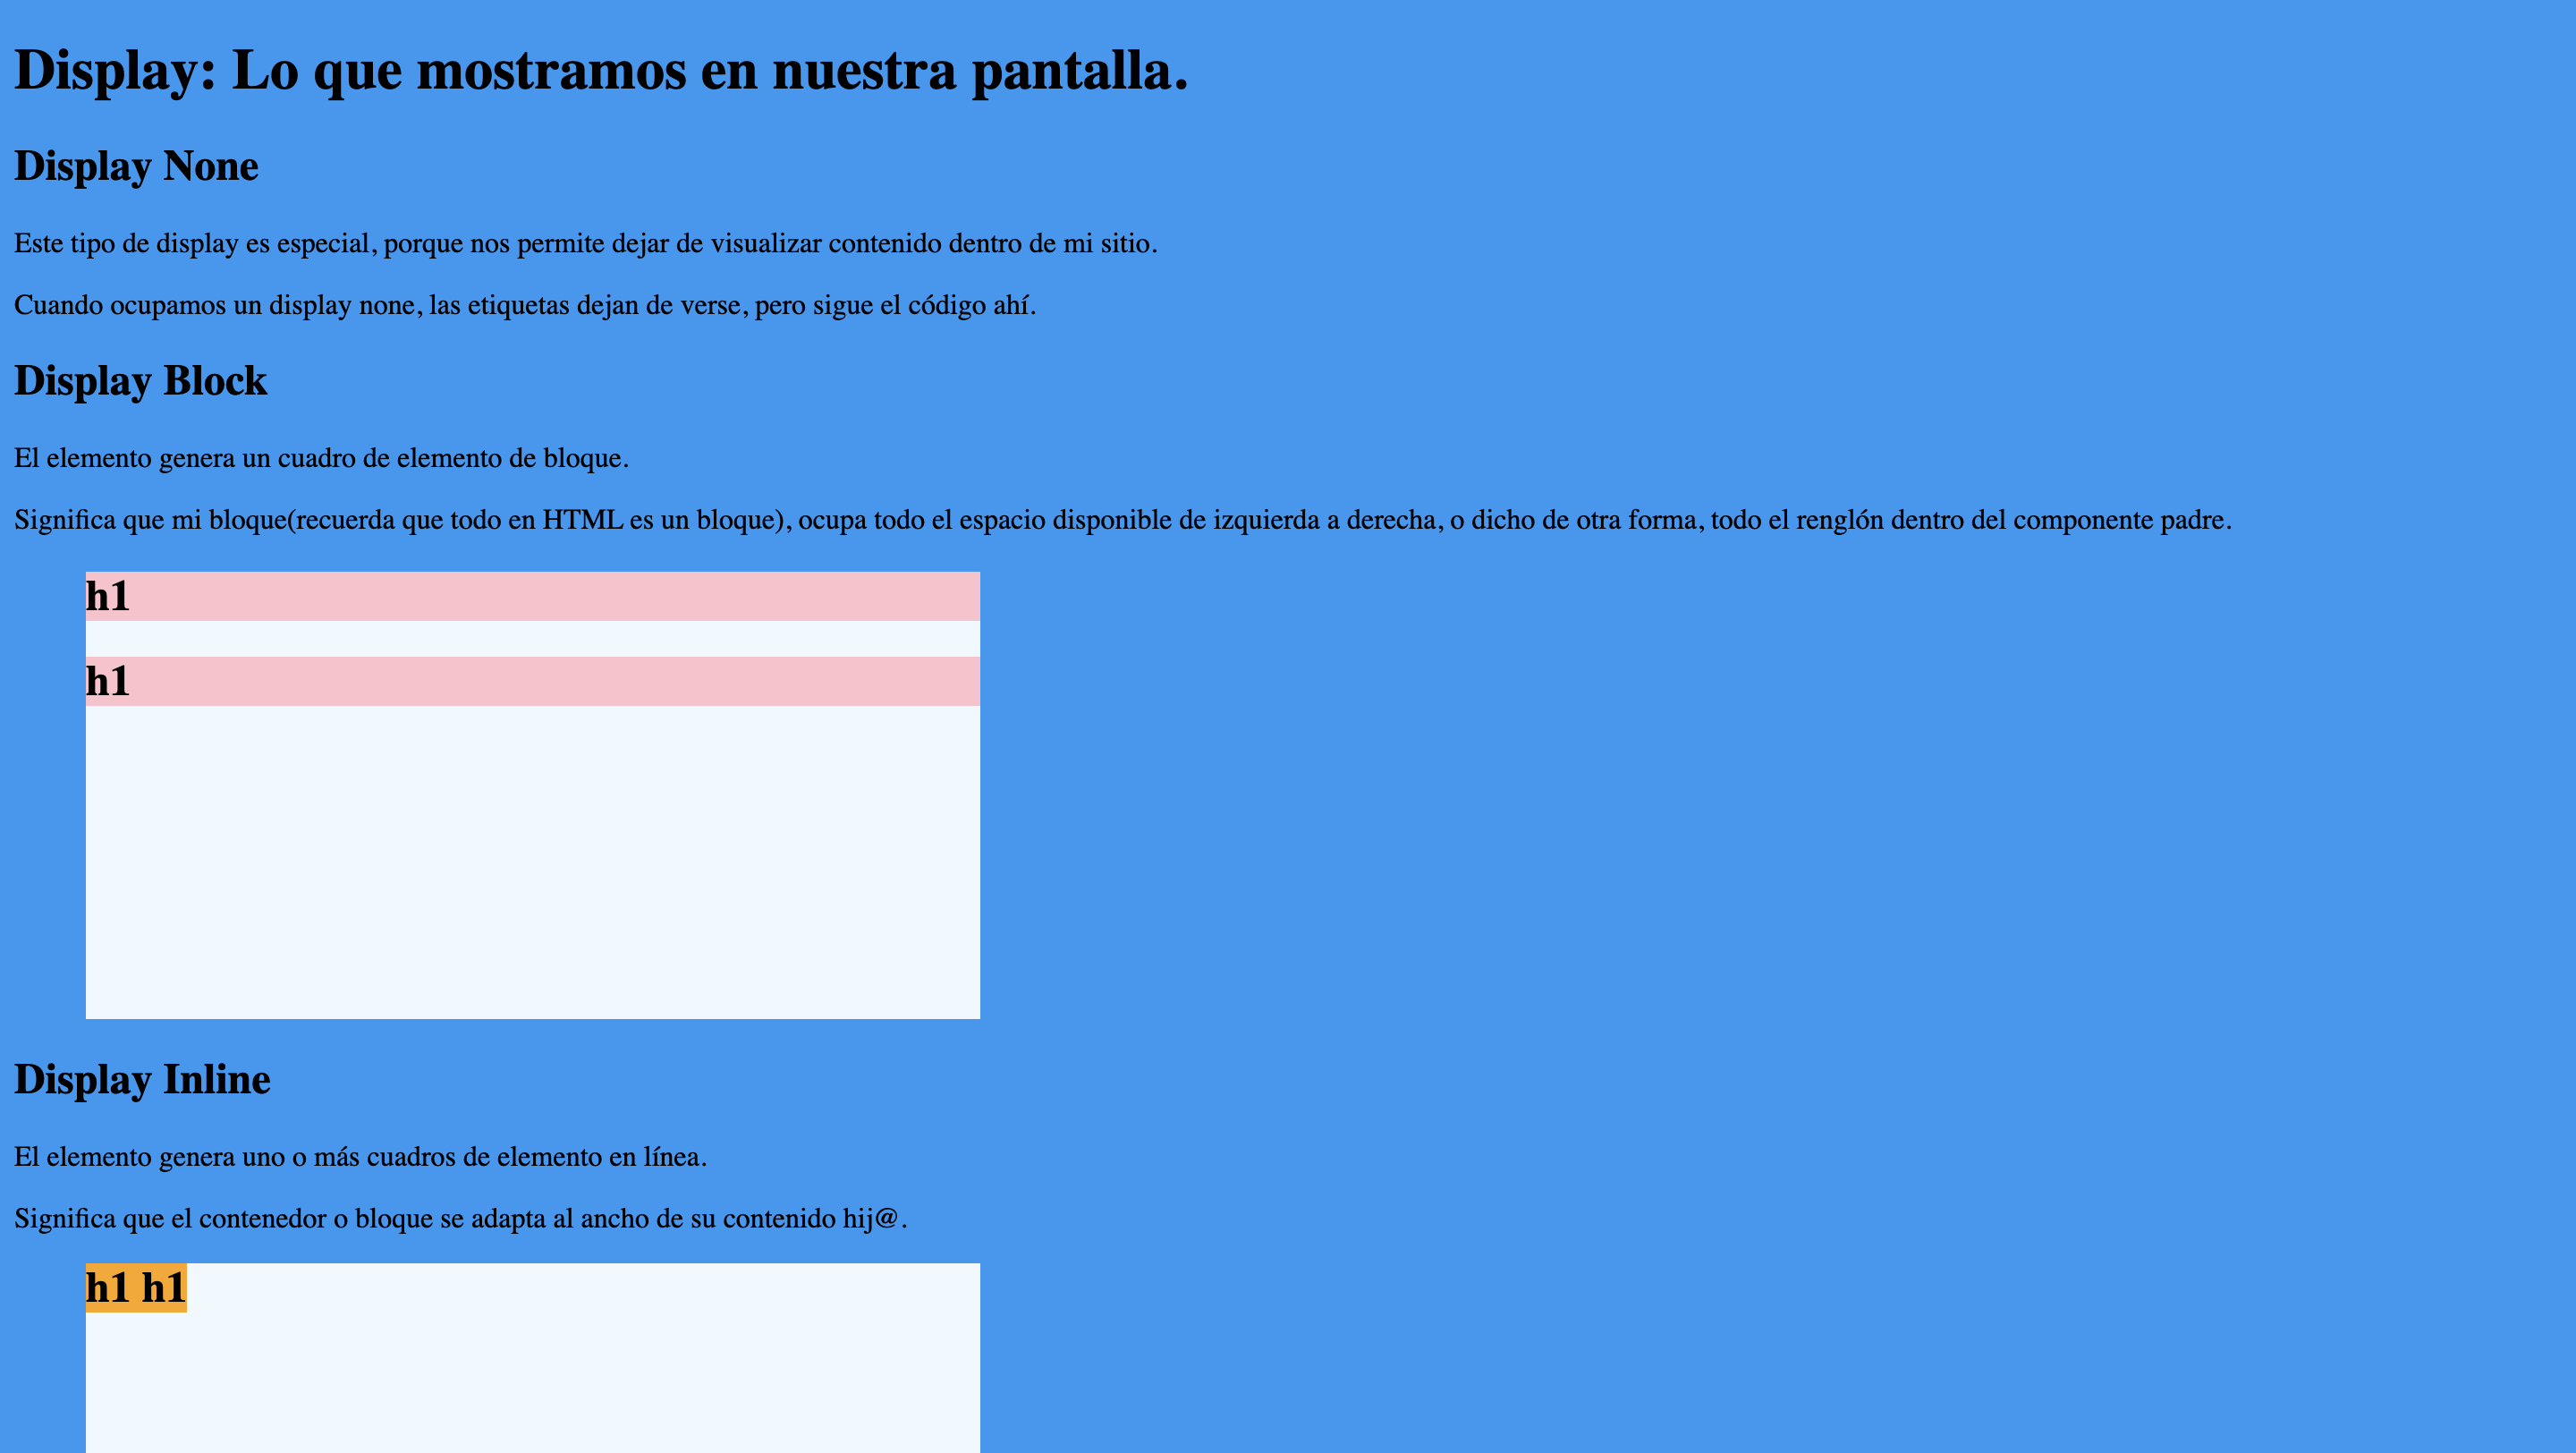 Display: Lo que mostramos en nuestra pantalla.
Display None
Este tipo de display es especial, porque nos permite dejar de visualizar contenido dentro de mi sitio.
Cuando ocupamos un display none, las etiquetas dejan de verse, pero sigue el código ahí.
Display Block
El elemento genera un cuadro de elemento de bloque.
Significa que mi bloque(recuerda que todo en HTML es un bloque), ocupa todo el espacio disponible de izquierda a derecha, o dicho de otra forma, todo el renglón dentro del componente padre.
h1
h1
Display Inline
El elemento genera uno o más cuadros de elemento en línea.
Significa que el contenedor o bloque se adapta al ancho de su contenido hij@.
h1 h1